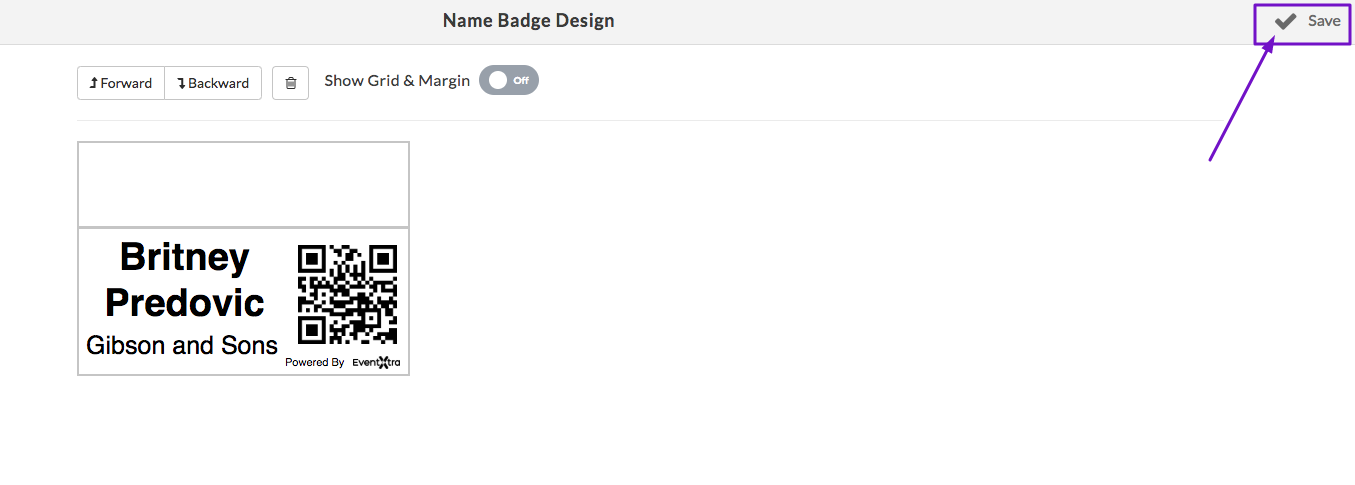 Name Badge Design
Save
Forward
Backward
Show Grid & Margin
Off
Britney
Predovic
Gibson and Sons
Powered By EventXtra